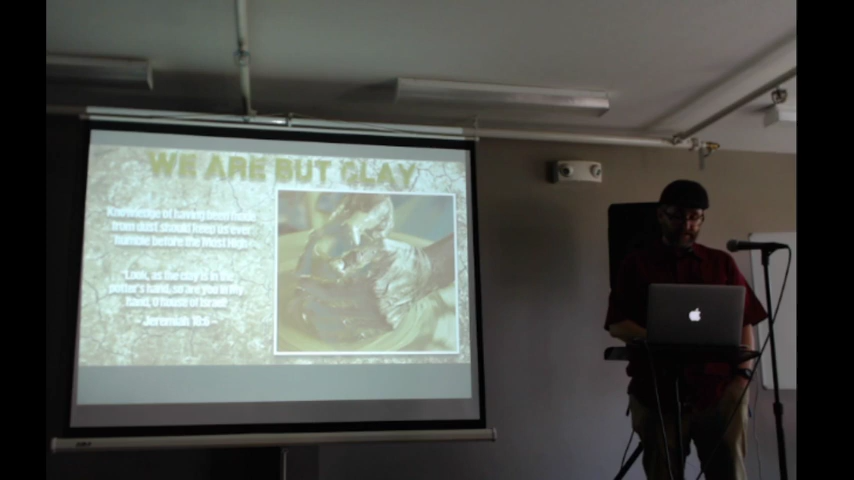 WE ARE BUT CLAY
Knowledge of having been made
from dust should keep us ever
humble before the Most High
"Look, as the clay is in the
potter's hand, so are you in My
hand, O house of Israel!
- Jeremiah 18:6 -